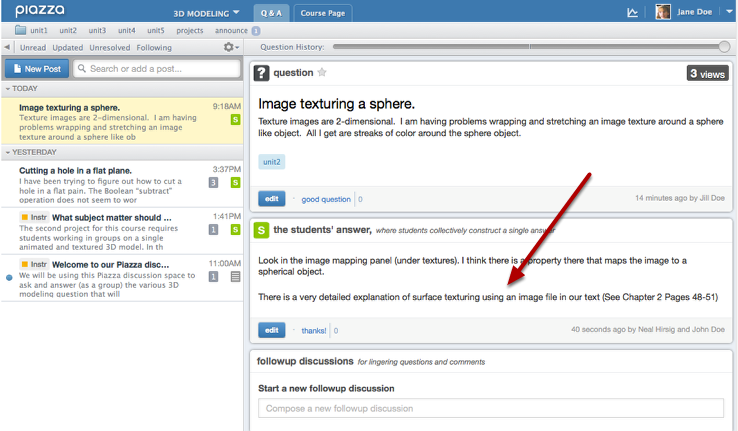 piazza
3D MODELING
Q & A
Course Page
Jane Doe
unit1 unit2 unit3 unit4 unit5 projects announce 1
Unread Updated Unresolved Following
Question History:
New Post
Search or add a post...
TODAY
Image texturing a sphere. 9:18AM
Texture images are 2-dimensional. I am having
problems wrapping and stretching an image
texture around a sphere like ob
S
YESTERDAY
Cutting a hole in a flat plane. 3:37PM
I have been trying to figure out how to cut a
hole in a flat pain. The Boolean "subtract"
operation does not seem to wor
3 S
Instr What subject matter should ... 1:41PM
The second project for this course requires
students working in groups on a single
animated and textured 3D model. In th
1 S
Instr Welcome to our Piazza disc... 11:00AM
We will be using this Piazza discussion space to
ask and answer (as a group) the various 3D
modeling question that will
1
? question
3 views
Image texturing a sphere.
Texture images are 2-dimensional. I am having problems wrapping and stretching an image texture around a sphere
like object. All I get are streaks of color around the sphere object.
unit2
edit · good question 0
14 minutes ago by Jill Doe
S the students' answer, where students collectively construct a single answer
Look in the image mapping panel (under textures). I think there is a property there that maps the image to a
spherical object.
There is a very detailed explanation of surface texturing using an image file in our text (See Chapter 2 Pages 48-51)
edit · thanks! 0
40 seconds ago by Neal Hirsig and John Doe
followup discussions for lingering questions and comments
Start a new followup discussion
Compose a new followup discussion